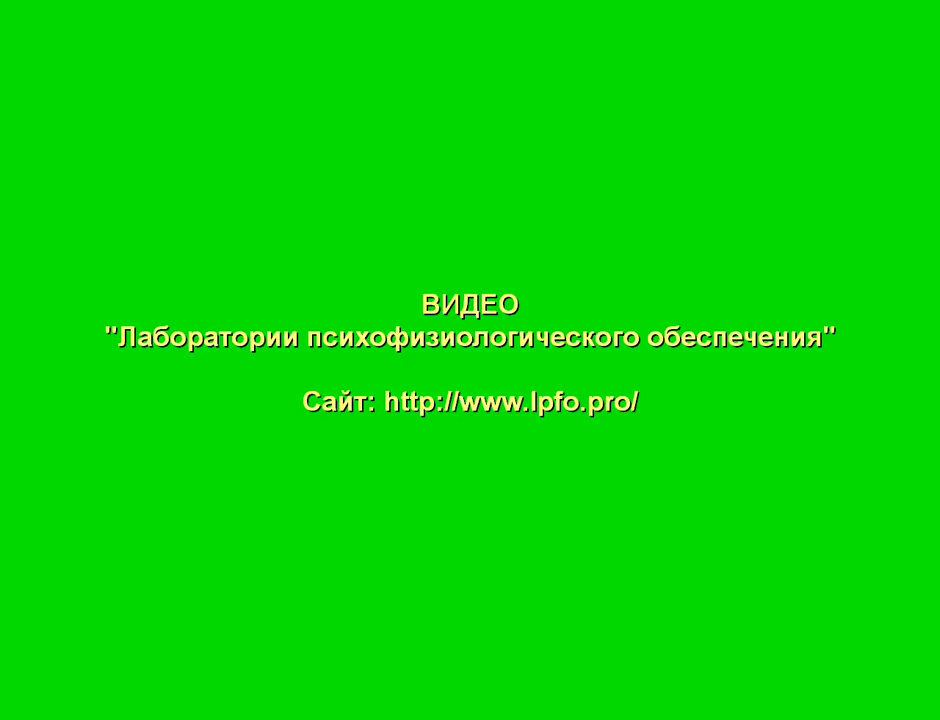 ВИДЕО
"Лаборатории психофизиологического обеспечения"
Сайт: http://www.lpfo.pro/